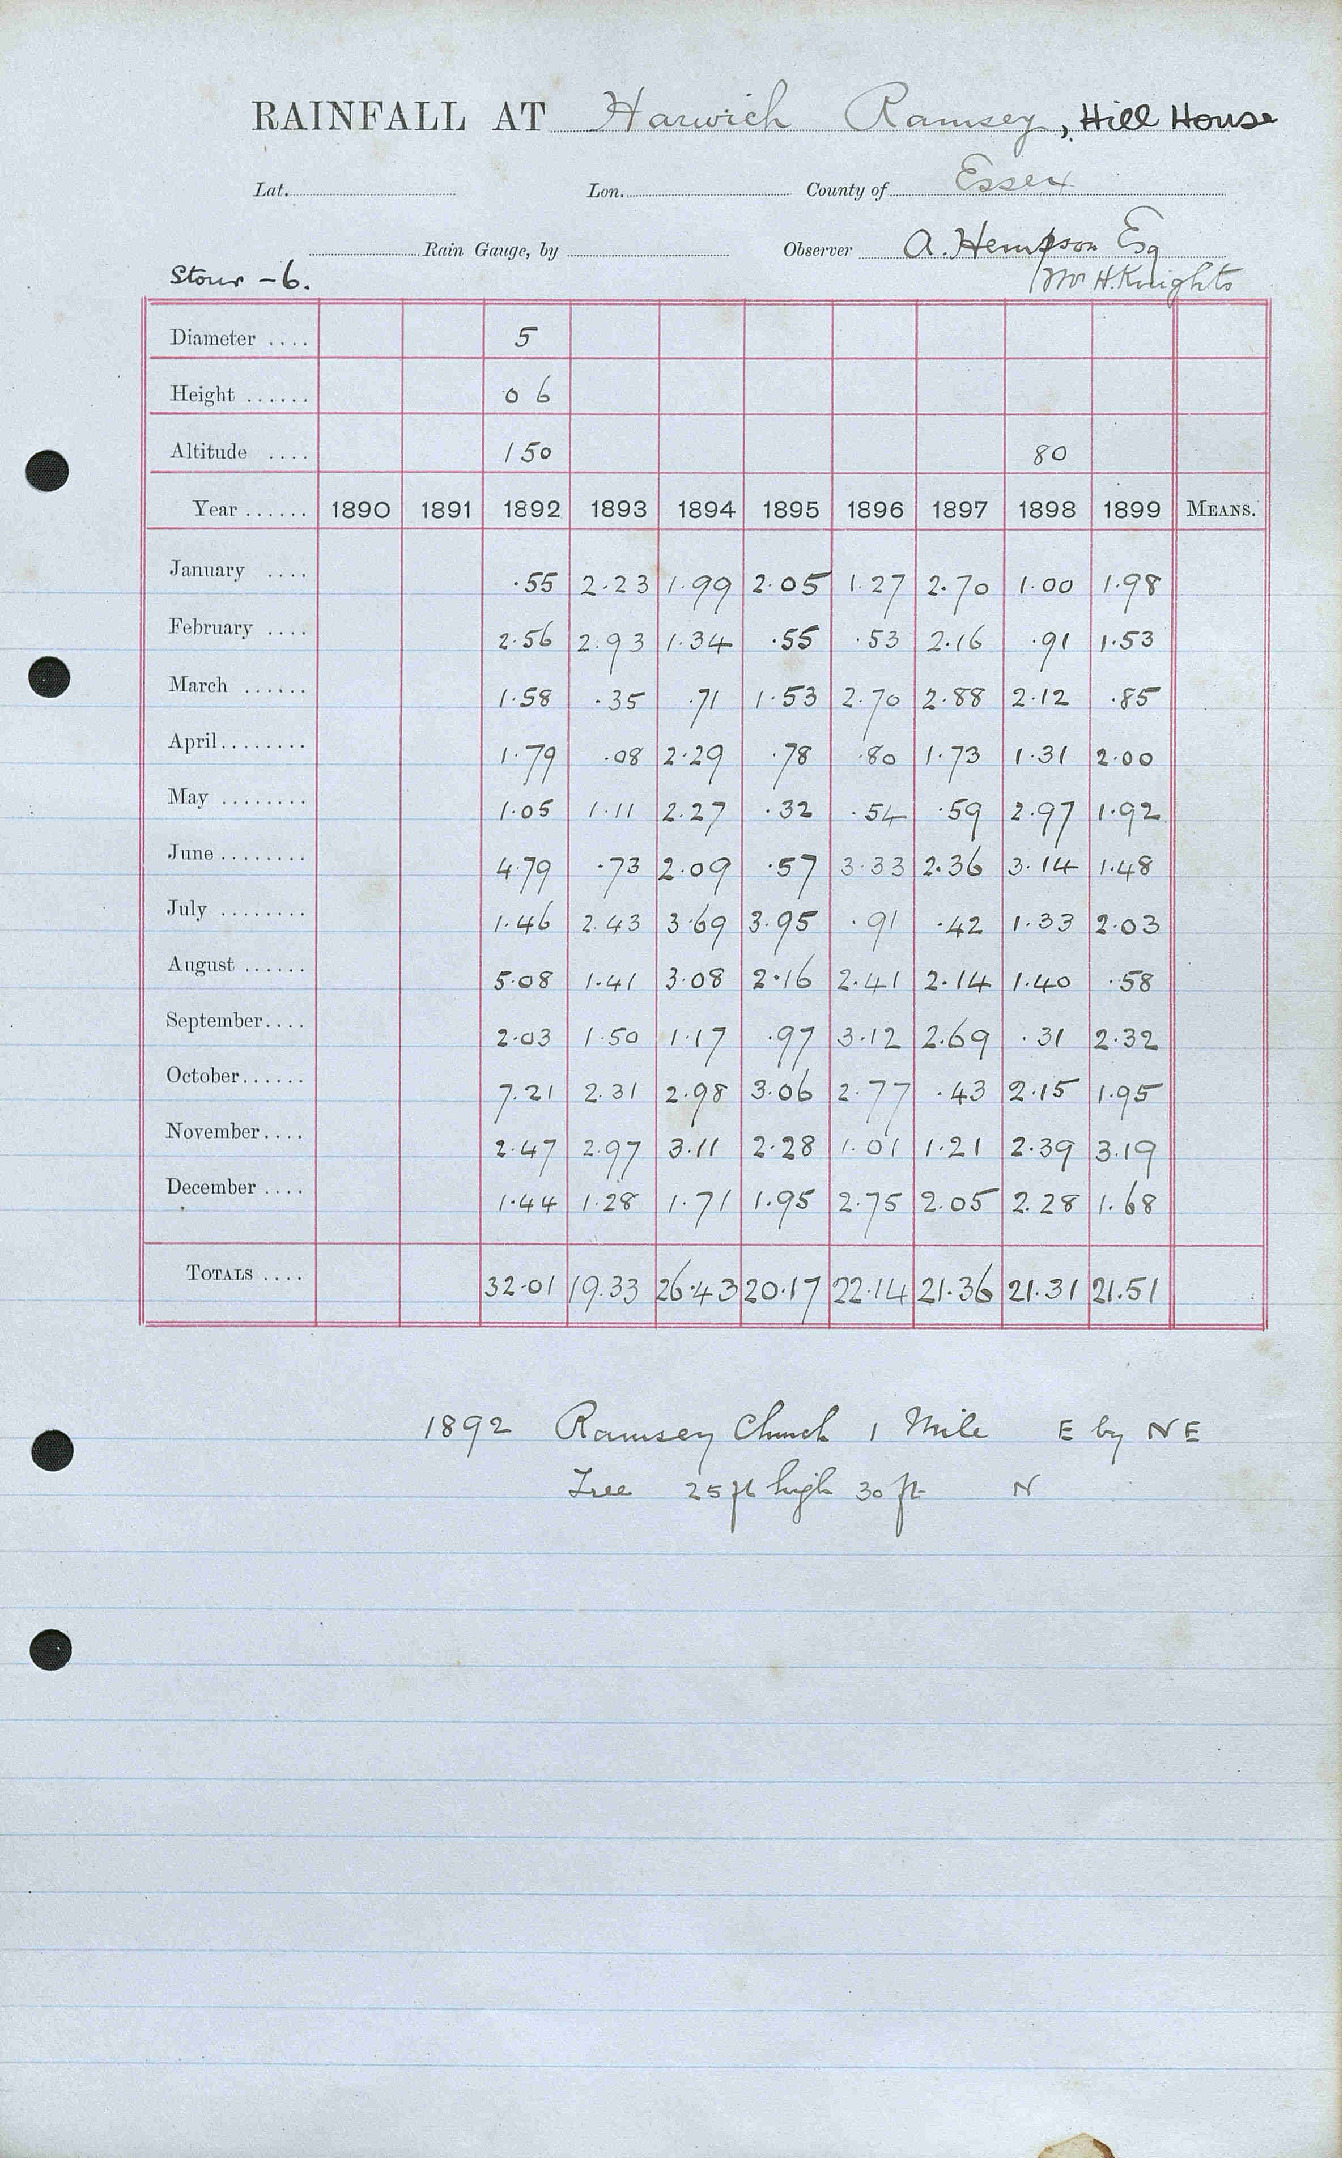 RAINFALL AT Harwich Ramsey, Hill House
Lat. Lon. County of Essex
Rain Gauge, by Observer A. Hempson Esq
Stour - 6. Mr H. Knights
Diameter .... 5
Height ...... 0 6
Altitude .... 150 80
Year ...... 1890 1891 1892 1893 1894 1895 1896 1897 1898 1899 MEANS.
January .... .55 2.23 1.99 2.05 1.27 2.70 1.00 1.98
February .... 2.56 2.93 1.34 .55 .53 2.16 .91 1.53
March ...... 1.58 .35 .71 1.53 2.70 2.88 2.12 .85
April........ 1.79 .08 2.29 .78 .80 1.73 1.31 2.00
May ........ 1.05 1.11 2.27 .32 .54 .59 2.97 1.92
June ........ 4.79 .73 2.09 .57 3.33 2.36 3.14 1.48
July ........ 1.46 2.43 3.69 3.95 .91 .42 1.33 2.03
August ...... 5.08 1.41 3.08 2.16 2.41 2.14 1.40 .58
September.... 2.03 1.50 1.17 .97 3.12 2.69 .31 2.32
October...... 7.21 2.31 2.98 3.06 2.77 .43 2.15 1.95
November.... 2.47 2.97 3.11 2.28 1.01 1.21 2.39 3.19
December .... 1.44 1.28 1.71 1.95 2.75 2.05 2.28 1.68
TOTALS .... 32.01 19.33 26.43 20.17 22.14 21.36 21.31 21.51
1892 Ramsey Church 1 Mile E by NE
Tree 25 ft high 30 ft N